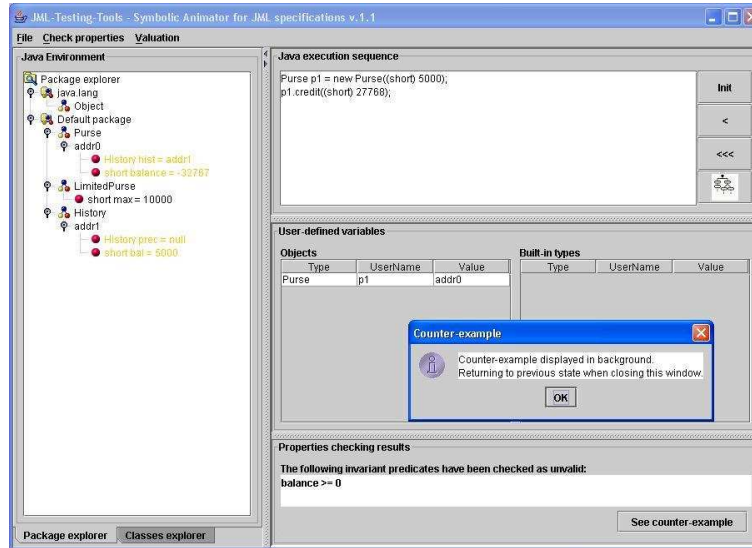 JML-Testing-Tools - Symbolic Animator for JML specifications v.1.1
File Check properties Valuation
Java Environment
Package explorer
java.lang
Object
Default package
Purse
addr0
History hist = addr1
short balance = -32767
LimitedPurse
short max = 10000
History
addr1
History prec = null
short bal = 5000
Package explorer
Classes explorer
Java execution sequence
Purse p1 = new Purse((short) 5000);
p1.credit((short) 27768);
Init
<
<<<
User-defined variables
Objects
Type UserName Value
Purse p1 addr0
Built-in types
Type UserName Value
Counter-example
Counter-example displayed in background.
Returning to previous state when closing this window.
OK
Properties checking results
The following invariant predicates have been checked as unvalid:
balance >= 0
See counter-example